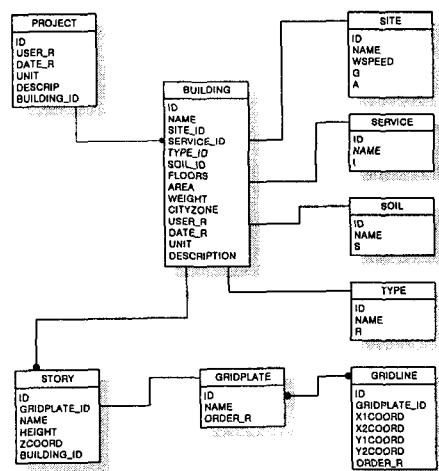 PROJECT
ID
USER_R
DATE_R
UNIT
DESCRIP
BUILDING_ID
BUILDING
ID
NAME
SITE_ID
SERVICE_ID
TYPE_ID
SOIL_ID
FLOORS
AREA
WEIGHT
CITYZONE
USER_R
DATE_R
UNIT
DESCRIPTION
SITE
ID
NAME
WSPEED
G
A
SERVICE
ID
NAME
I
SOIL
ID
NAME
S
TYPE
ID
NAME
R
STORY
ID
GRIDPLATE_ID
NAME
HEIGHT
ZCOORD
BUILDING_ID
GRIDPLATE
ID
NAME
ORDER_R
GRIDLINE
ID
GRIDPLATE_ID
X1COORD
X2COORD
Y1COORD
Y2COORD
ORDER_R